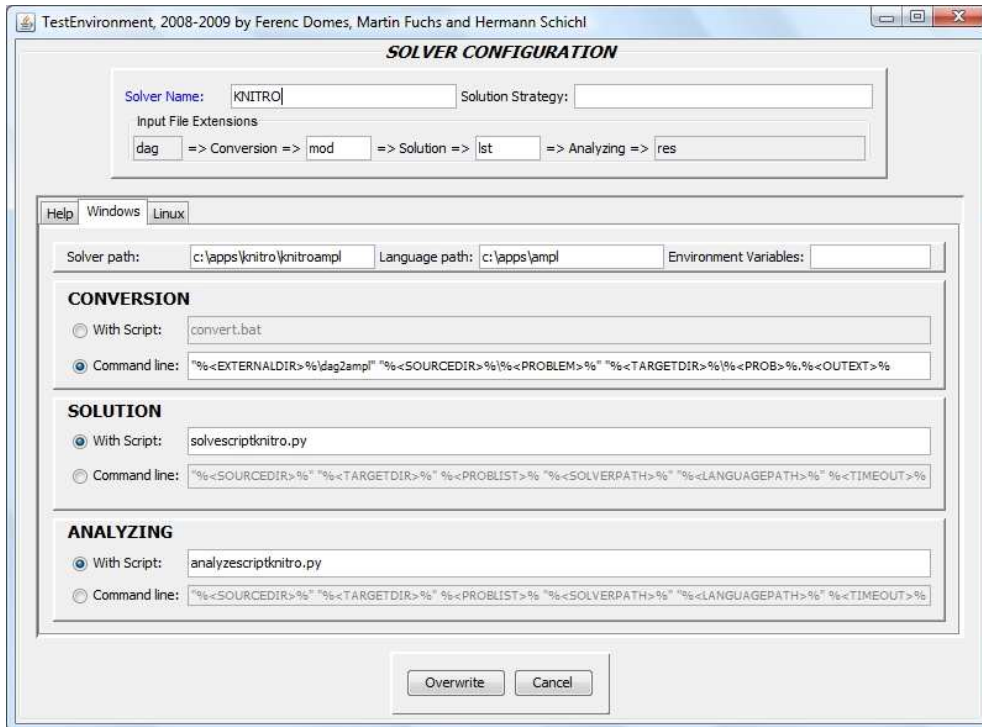 TestEnvironment, 2008-2009 by Ferenc Domes, Martin Fuchs and Hermann Schichl
SOLVER CONFIGURATION
Solver Name: KNITRO Solution Strategy:
Input File Extensions
dag => Conversion => mod => Solution => lst => Analyzing => res
Help Windows Linux
Solver path: c:\apps\knitro\knitroampl Language path: c:\apps\ampl Environment Variables:
CONVERSION
With Script: convert.bat
Command line: "%<EXTERNALDIR>%\dag2ampl" "%<SOURCEDIR>%\%<PROBLEM>%" "%<TARGETDIR>%\%<PROB>%.%<OUTEXT>%
SOLUTION
With Script: solvescriptknitro.py
Command line: "%<SOURCEDIR>%" "%<TARGETDIR>%" %<PROBLIST>% "%<SOLVERPATH>%" "%<LANGUAGEPATH>%" %<TIMEOUT>%
ANALYZING
With Script: analyzescriptknitro.py
Command line: "%<SOURCEDIR>%" "%<TARGETDIR>%" %<PROBLIST>% "%<SOLVERPATH>%" "%<LANGUAGEPATH>%" %<TIMEOUT>%
Overwrite Cancel